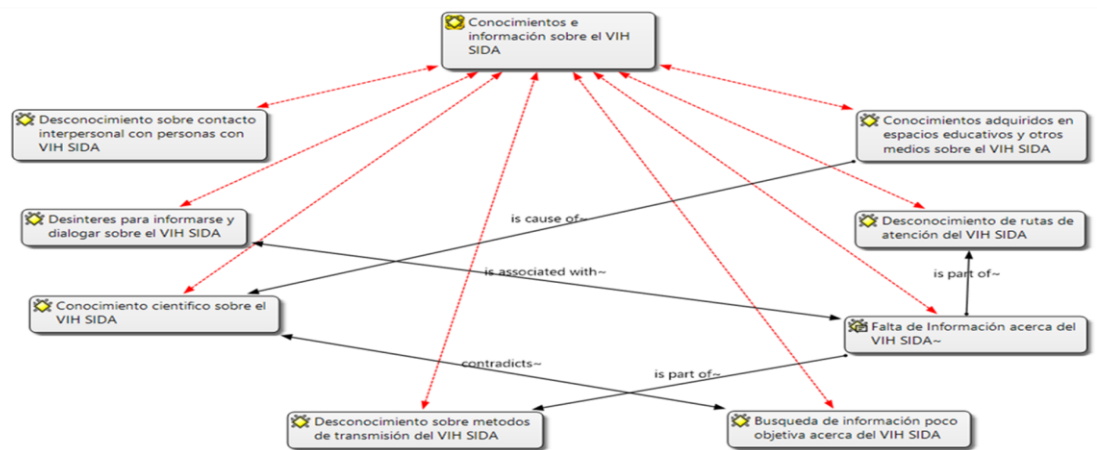 Conocimientos e
información sobre el VIH
SIDA
Desconocimiento sobre contacto
interpersonal con personas con
VIH SIDA
Conocimientos adquiridos en
espacios educativos y otros
medios sobre el VIH SIDA
Desinteres para informarse y
dialogar sobre el VIH SIDA
is cause of~
Desconocimiento de rutas de
atención del VIH SIDA
is associated with~
is part of~
Conocimiento cientifico sobre el
VIH SIDA
Falta de Información acerca del
VIH SIDA~
contradicts~
is part of~
Desconocimiento sobre metodos
de transmisión del VIH SIDA
Busqueda de información poco
objetiva acerca del VIH SIDA